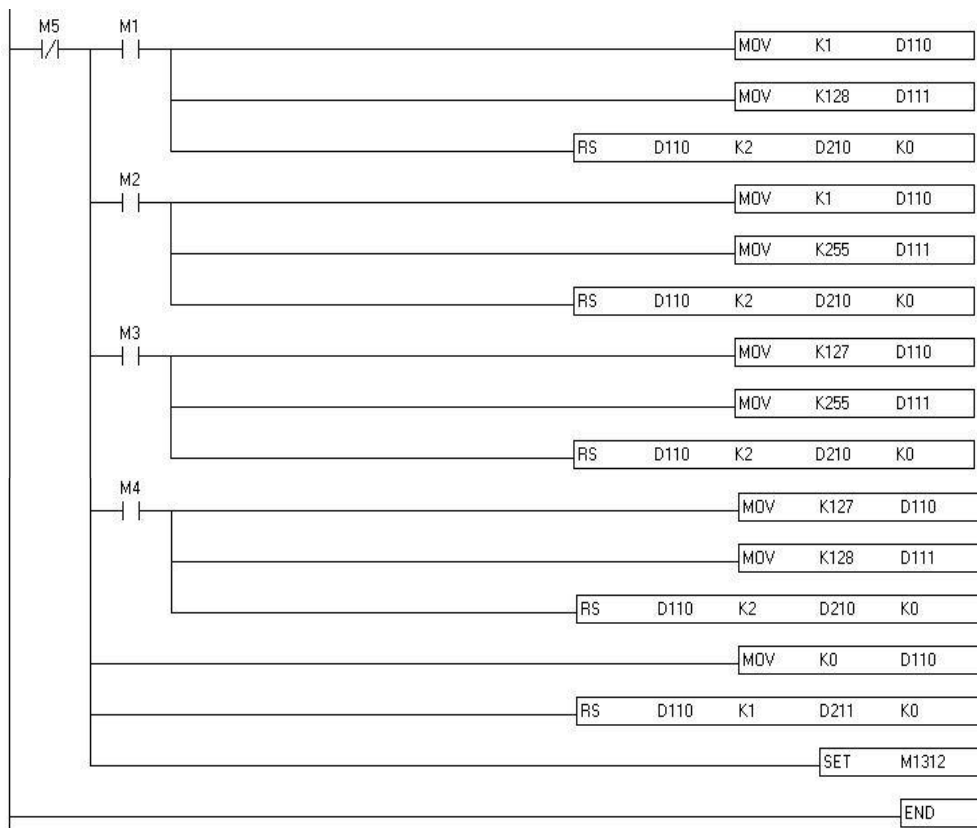 M5 M1
MOV K1 D110
MOV K128 D111
RS D110 K2 D210 K0
M2
MOV K1 D110
MOV K255 D111
RS D110 K2 D210 K0
M3
MOV K127 D110
MOV K255 D111
RS D110 K2 D210 K0
M4
MOV K127 D110
MOV K128 D111
RS D110 K2 D210 K0
MOV K0 D110
RS D110 K1 D211 K0
SET M1312
END